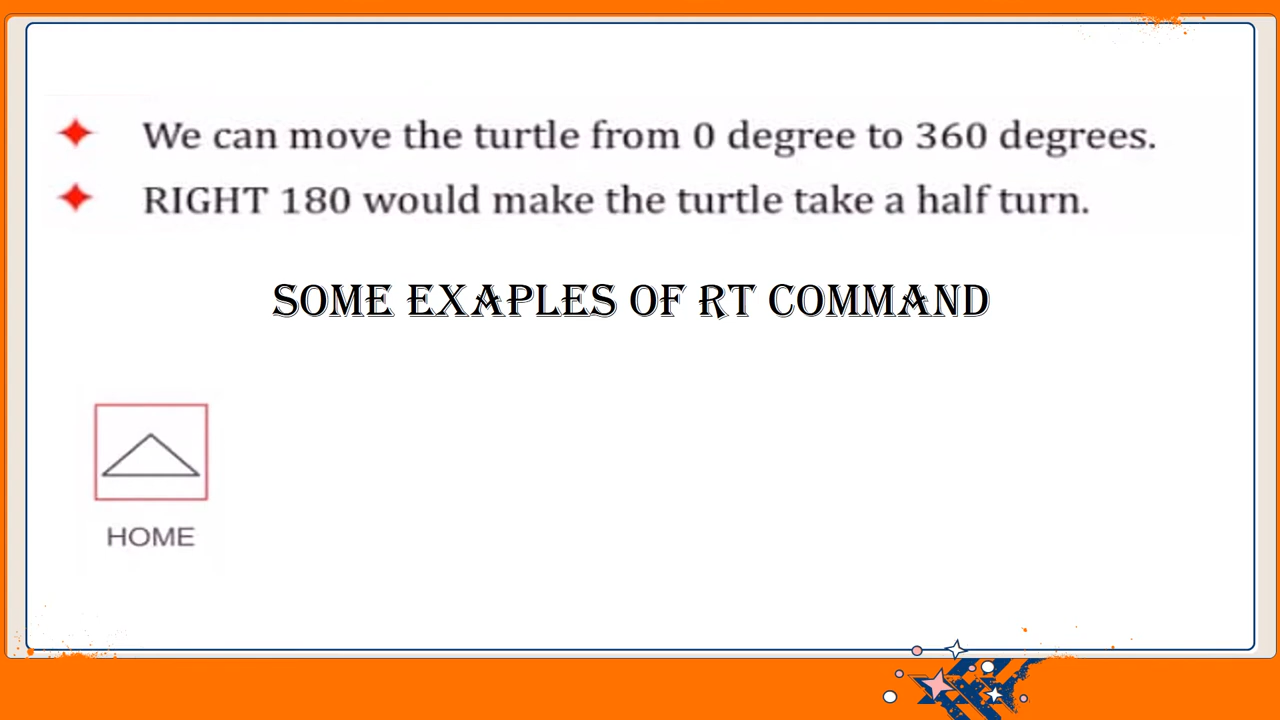 We can move the turtle from 0 degree to 360 degrees.
RIGHT 180 would make the turtle take a half turn.
SOME EXAPLES OF RT COMMAND
HOME